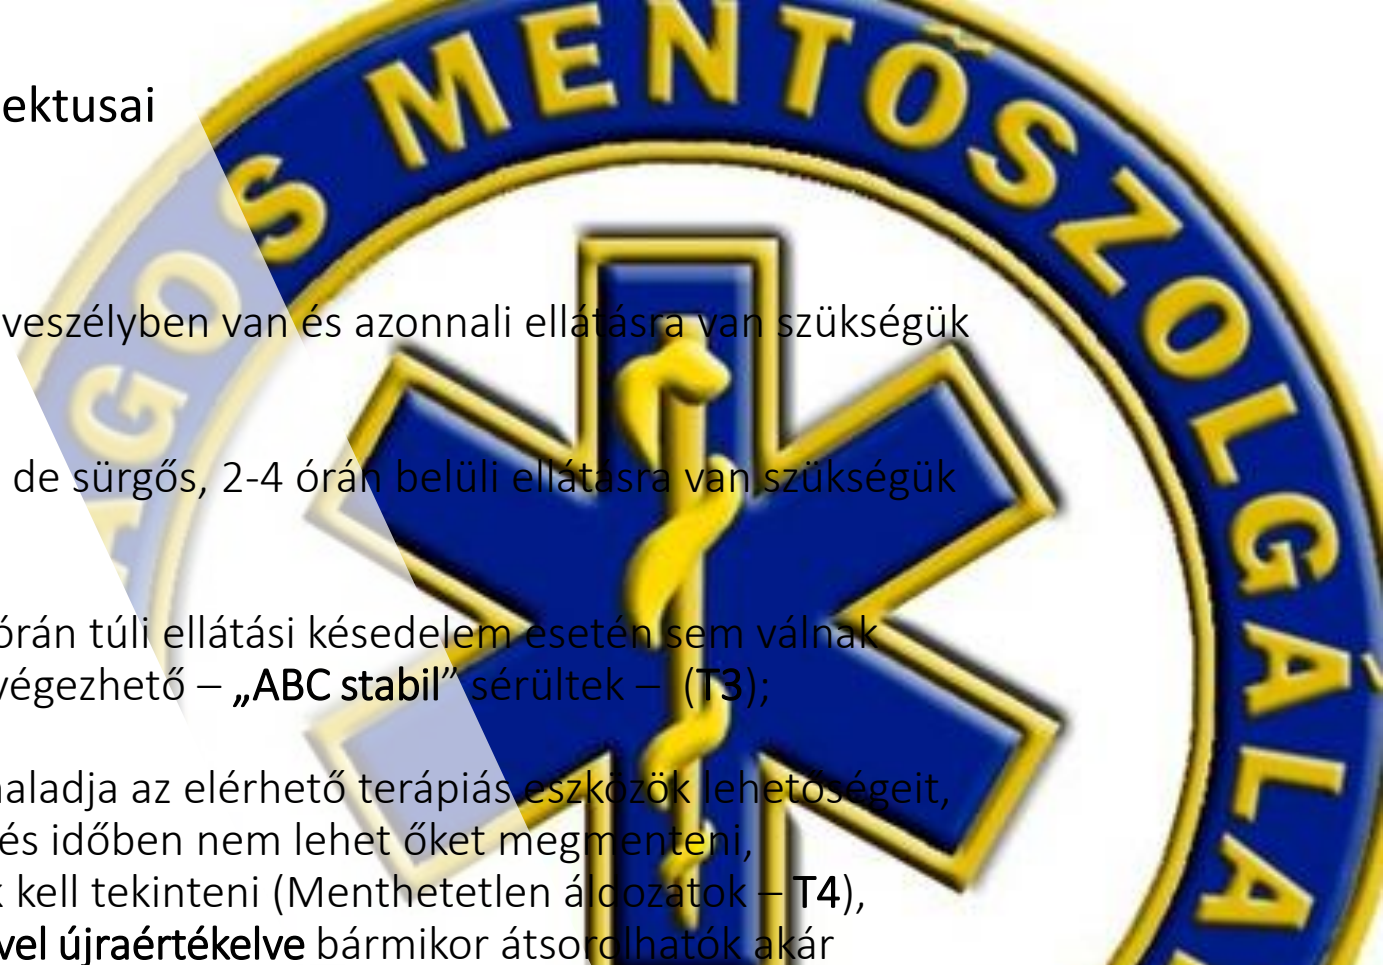 ektusai
veszélyben van és azonnali ellátásra van szükségük
de sürgős, 2-4 órán belüli ellátásra van szükségük
órán túli ellátási késedelem esetén sem válnak
végezhető – „ABC stabil” sérültek – (T3);
haladja az elérhető terápiás eszközök lehetőségeit,
és időben nem lehet őket megmenteni,
kell tekinteni (Menthetetlen áldozatok – T4),
vel újraértékelve bármikor átsorolhatók akár
ÁGOS MENTŐSZOLGÁLA